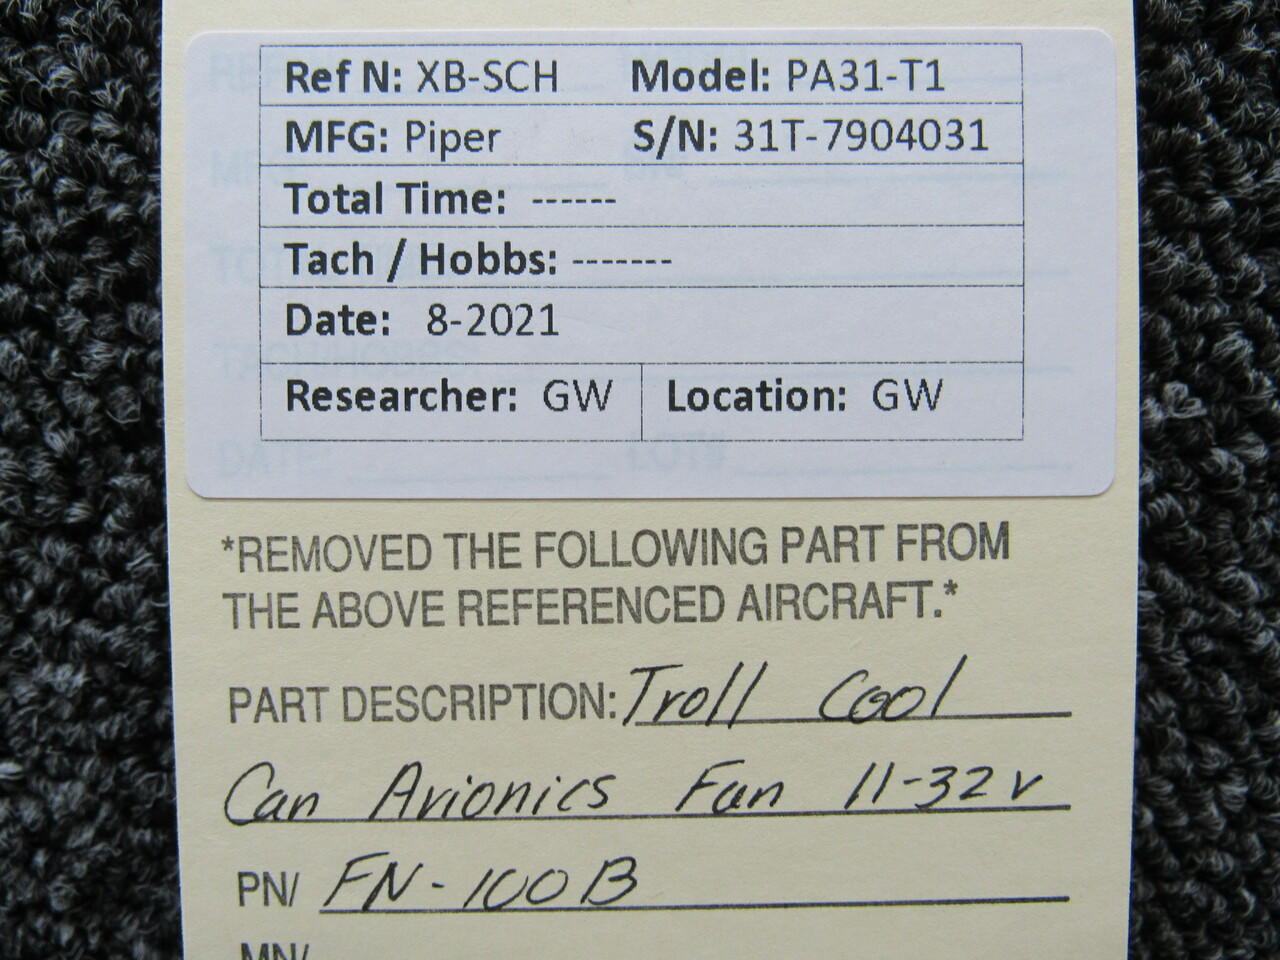 Ref N: XB-SCH Model: PA31-T1
MFG: Piper S/N: 31T-7904031
Total Time: ------
Tach / Hobbs: -------
Date: 8-2021
Researcher: GW Location: GW
*REMOVED THE FOLLOWING PART FROM
THE ABOVE REFERENCED AIRCRAFT.*
PART DESCRIPTION: Troll Cool
Can Avionics Fan 11-32v
PN/ FN-100B
MN/